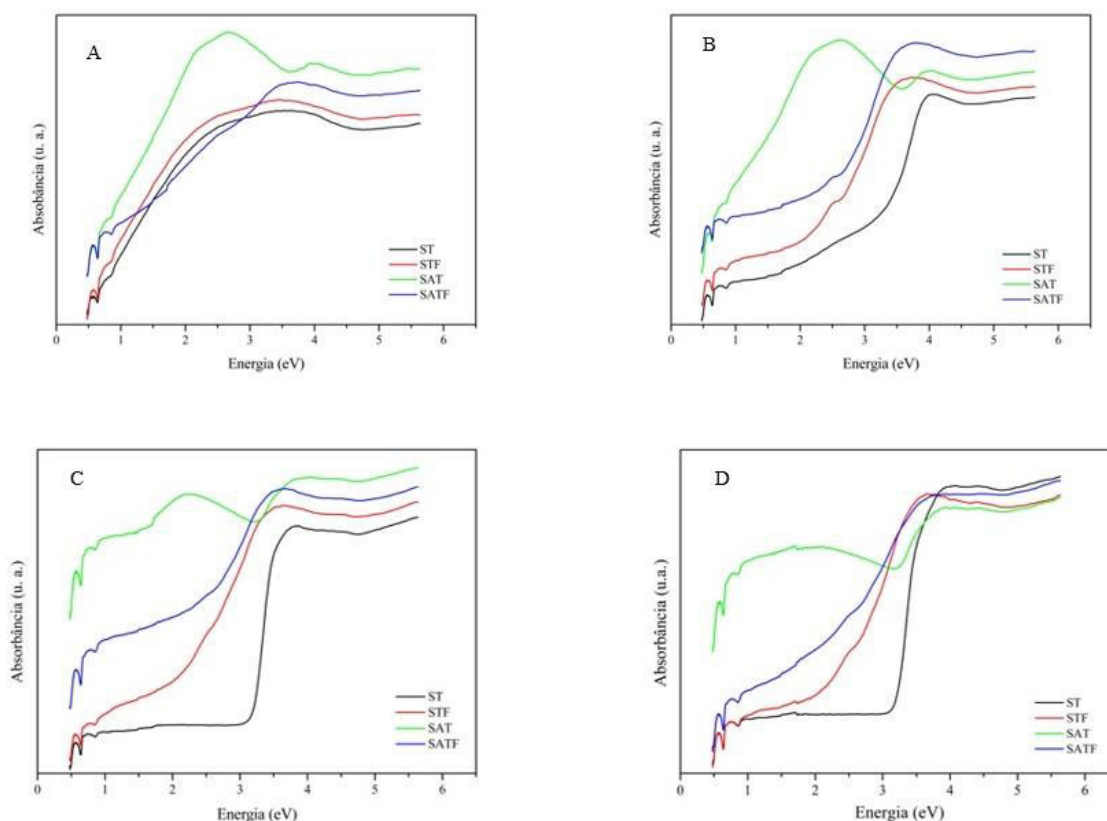 A
Absobância (u. a.)
ST
STF
SAT
SATF
0 1 2 3 4 5 6
Energia (eV)
B
Absorbância (u. a.)
ST
STF
SAT
SATF
0 1 2 3 4 5 6
Energia (eV)
C
Absorbância (u. a.)
ST
STF
SAT
SATF
0 1 2 3 4 5 6
Energia (eV)
D
Absorbância (u.a.)
ST
STF
SAT
SATF
0 1 2 3 4 5 6
Energia (eV)